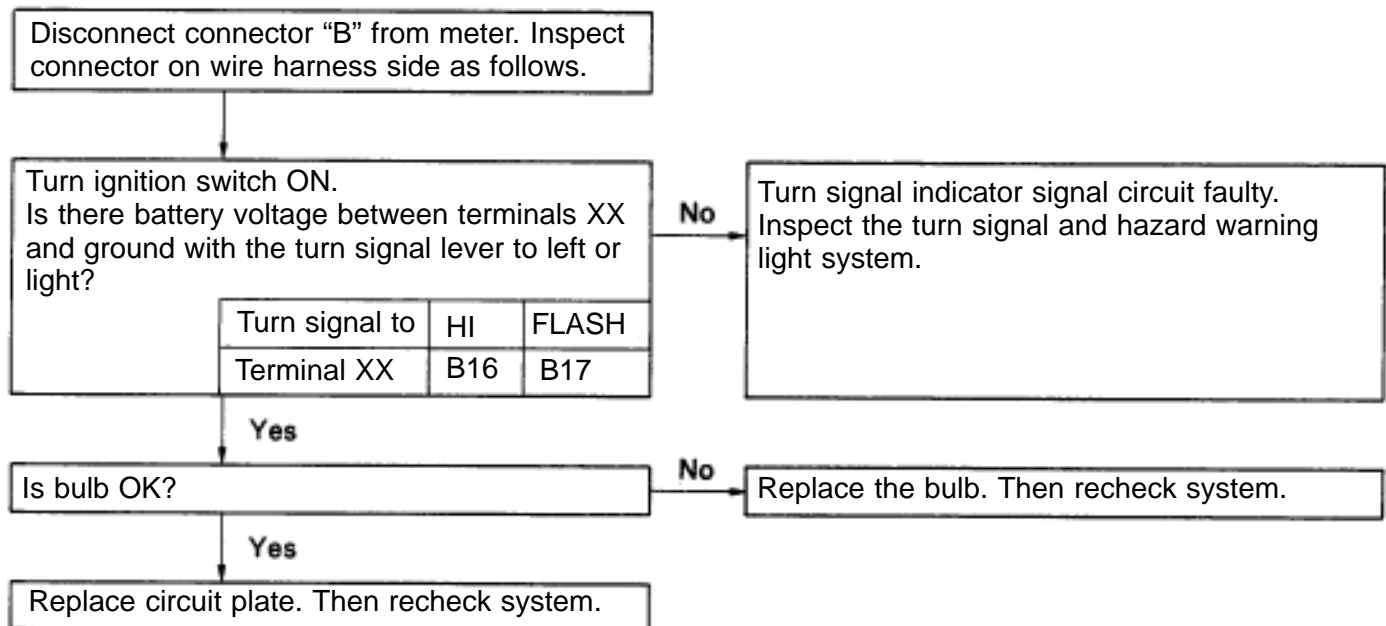 Disconnect connector “B” from meter. Inspect
connector on wire harness side as follows.
Turn ignition switch ON.
Is there battery voltage between terminals XX
and ground with the turn signal lever to left or
light?
Turn signal to HI FLASH
Terminal XX B16 B17
No
Turn signal indicator signal circuit faulty.
Inspect the turn signal and hazard warning
light system.
Yes
Is bulb OK?
No
Replace the bulb. Then recheck system.
Yes
Replace circuit plate. Then recheck system.